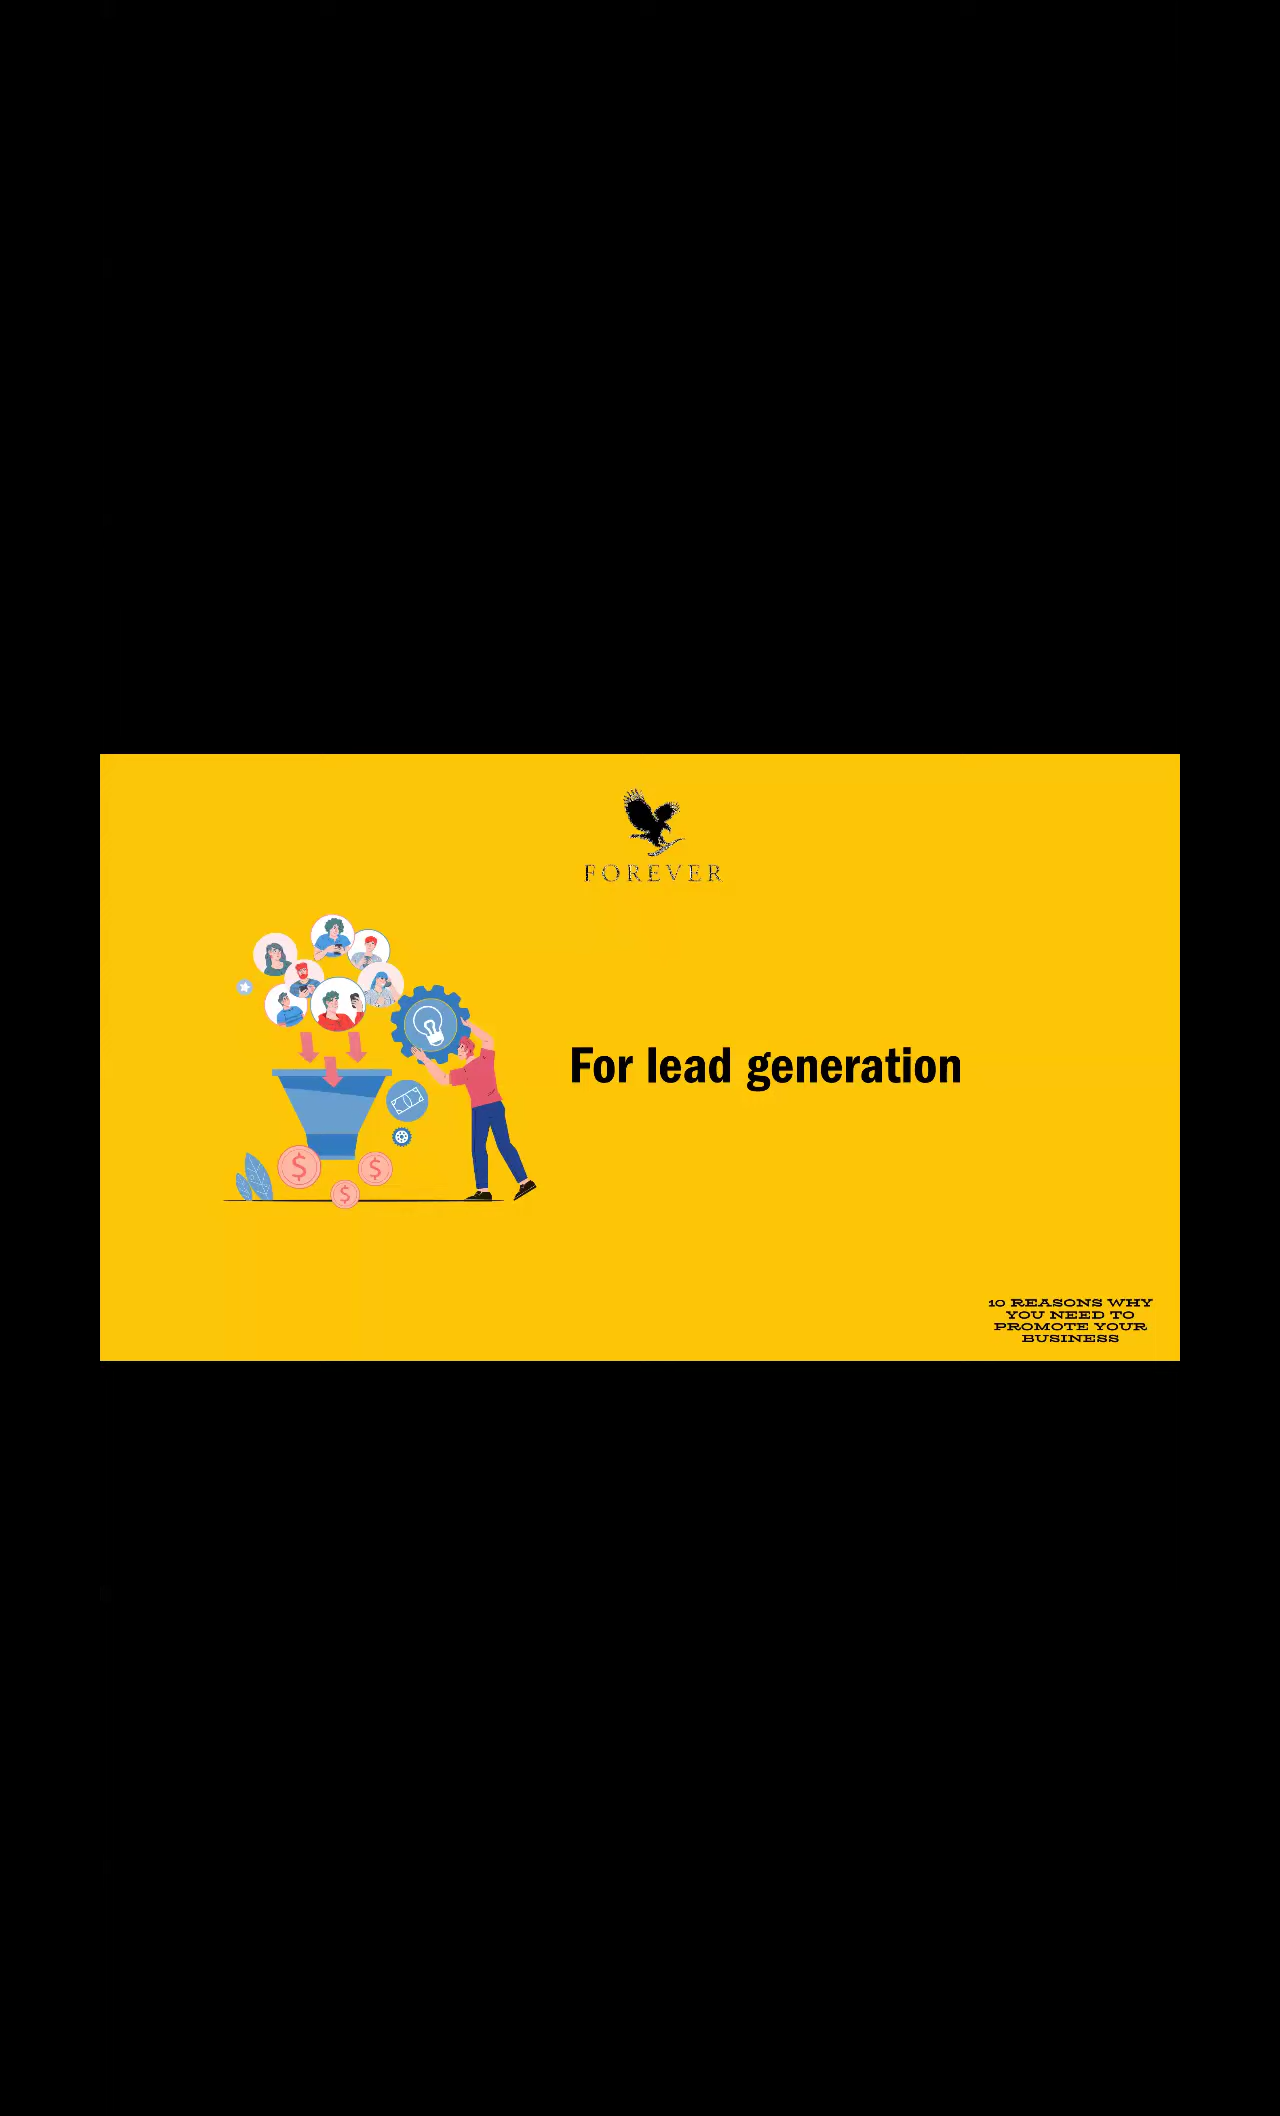 FOREVER
For lead generation
10 REASONS WHY
YOU NEED TO
PROMOTE YOUR
BUSINESS